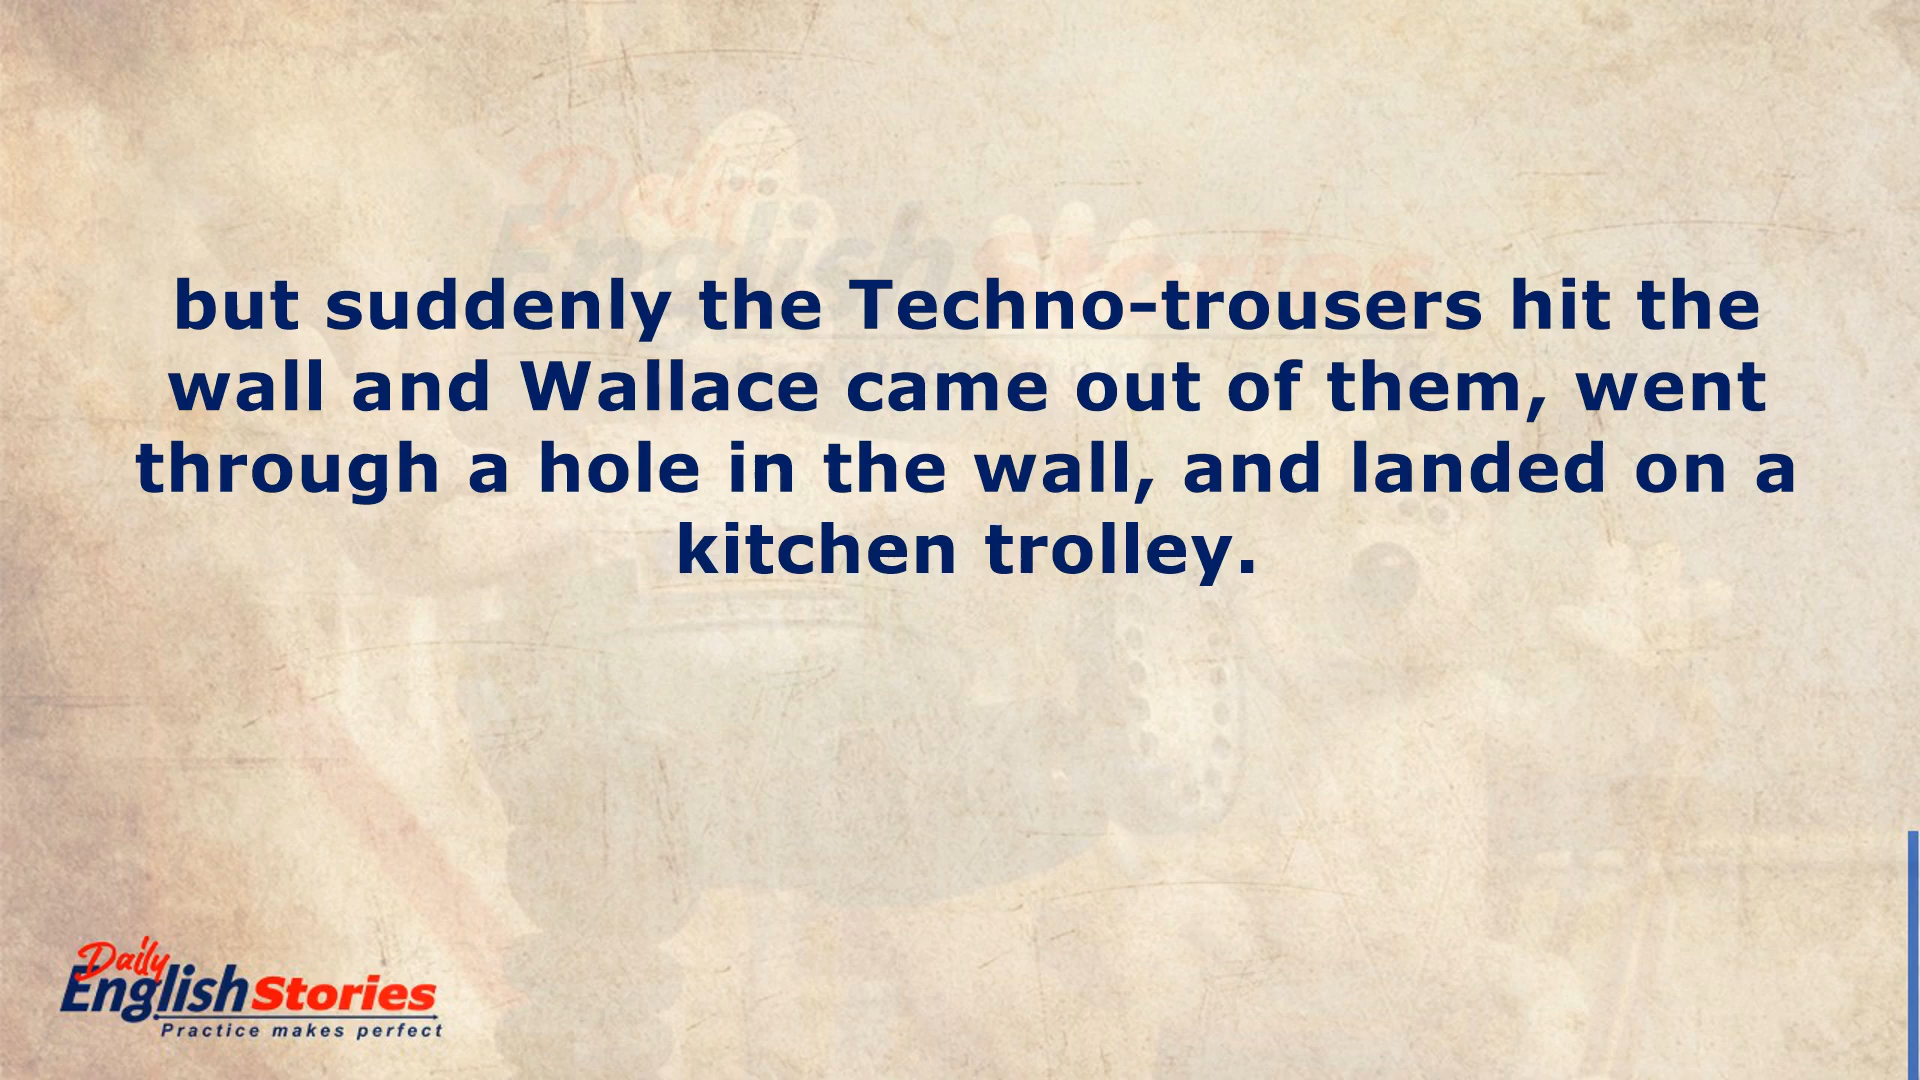 but suddenly the Techno-trousers hit the
wall and Wallace came out of them, went
through a hole in the wall, and landed on a
kitchen trolley.
Daily
English Stories
Practice makes perfect